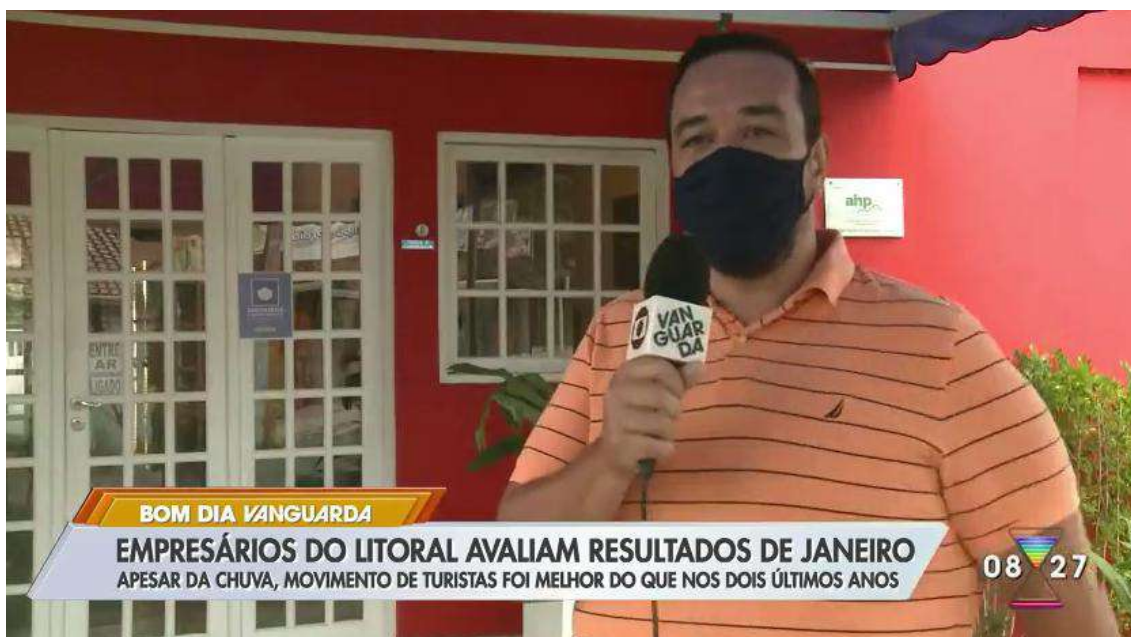 ahp
VAN
GUAR
DA
ENTRE
AR
LIGADO
BOM DIA VANGUARDA
EMPRESÁRIOS DO LITORAL AVALIAM RESULTADOS DE JANEIRO
APESAR DA CHUVA, MOVIMENTO DE TURISTAS FOI MELHOR DO QUE NOS DOIS ÚLTIMOS ANOS
08 27